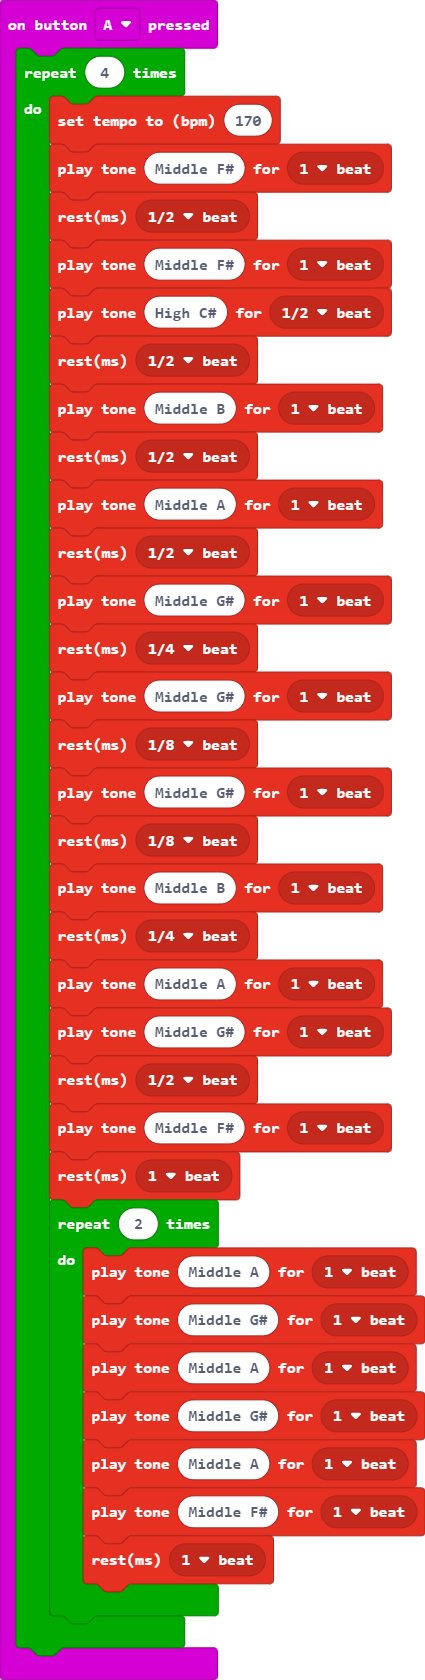 on button A pressed
repeat 4 times
do
set tempo to (bpm) 170
play tone Middle F# for 1 beat
rest(ms) 1/2 beat
play tone Middle F# for 1 beat
play tone High C# for 1/2 beat
rest(ms) 1/2 beat
play tone Middle B for 1 beat
rest(ms) 1/2 beat
play tone Middle A for 1 beat
rest(ms) 1/2 beat
play tone Middle G# for 1 beat
rest(ms) 1/4 beat
play tone Middle G# for 1 beat
rest(ms) 1/8 beat
play tone Middle G# for 1 beat
rest(ms) 1/8 beat
play tone Middle B for 1 beat
rest(ms) 1/4 beat
play tone Middle A for 1 beat
play tone Middle G# for 1 beat
rest(ms) 1/2 beat
play tone Middle F# for 1 beat
rest(ms) 1 beat
repeat 2 times
do
play tone Middle A for 1 beat
play tone Middle G# for 1 beat
play tone Middle A for 1 beat
play tone Middle G# for 1 beat
play tone Middle A for 1 beat
play tone Middle F# for 1 beat
rest(ms) 1 beat